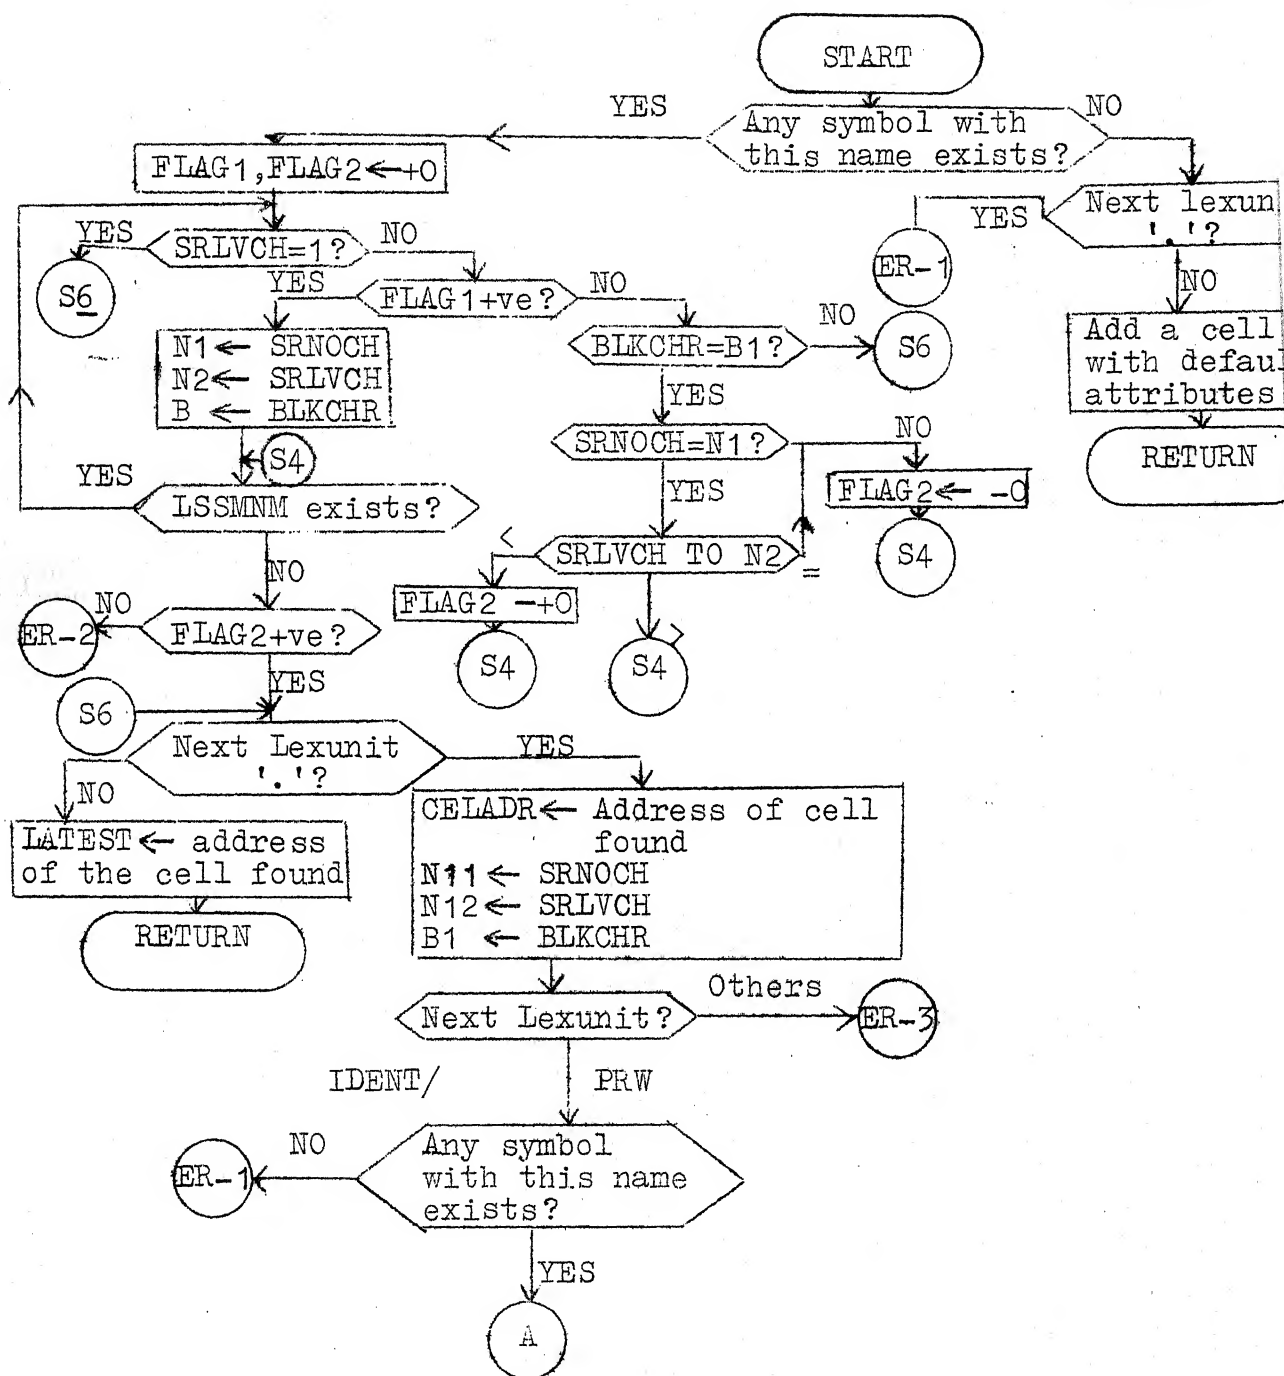 START
YES
Any symbol with
this name exists?
NO
FLAG1,FLAG2←+0
YES
SRLVCH=1?
NO
YES
Next lexun
'.'?
ER-1
S6
YES
FLAG1+ve?
NO
NO
N1← SRNOCH
N2← SRLVCH
B ← BLKCHR
BLKCHR=B1?
NO
S6
Add a cell
with defaul
attributes
YES
S4
SRNOCH=N1?
NO
RETURN
YES
LSSMNM exists?
YES
FLAG2← -0
<
SRLVCH TO N2
=
S4
NO
FLAG2 -+0
NO
ER-2
FLAG2+ve?
>
S4
S4
YES
S6
Next Lexunit
'.'?
YES
NO
CELADR← Address of cell
found
LATEST← address
of the cell found
N11← SRNOCH
N12← SRLVCH
B1 ← BLKCHR
RETURN
Next Lexunit?
Others
ER-3
IDENT/
PRW
NO
Any symbol
with this name
exists?
ER-1
YES
A